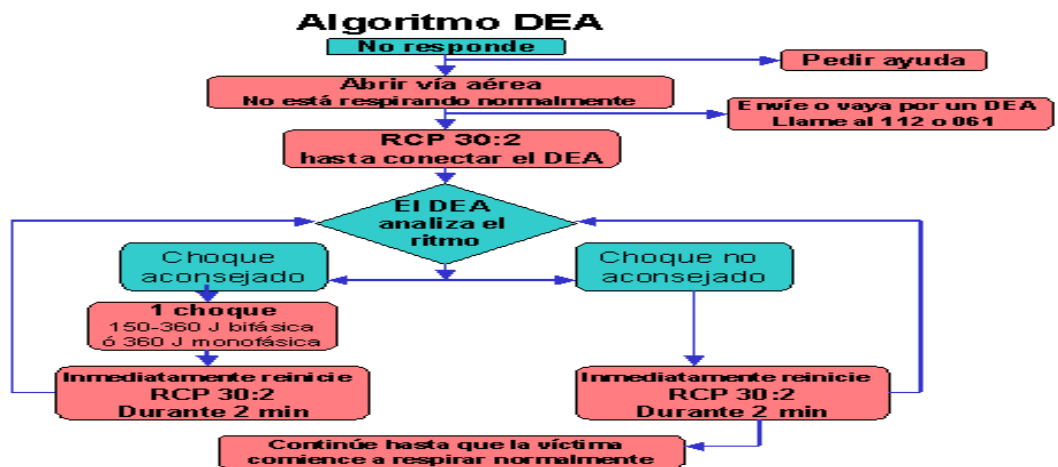 Algoritmo DEA
No responde
Pedir ayuda
Abrir vía aérea
No está respirando normalmente
Envíe o vaya por un DEA
Llame al 112 o 061
RCP 30:2
hasta conectar el DEA
El DEA
analiza el
ritmo
Choque
aconsejado
Choque no
aconsejado
1 choque
150-360 J bifásica
ó 360 J monofásica
Inmediatamente reinicie
RCP 30:2
Durante 2 min
Inmediatamente reinicie
RCP 30:2
Durante 2 min
Continúe hasta que la víctima
comience a respirar normalmente